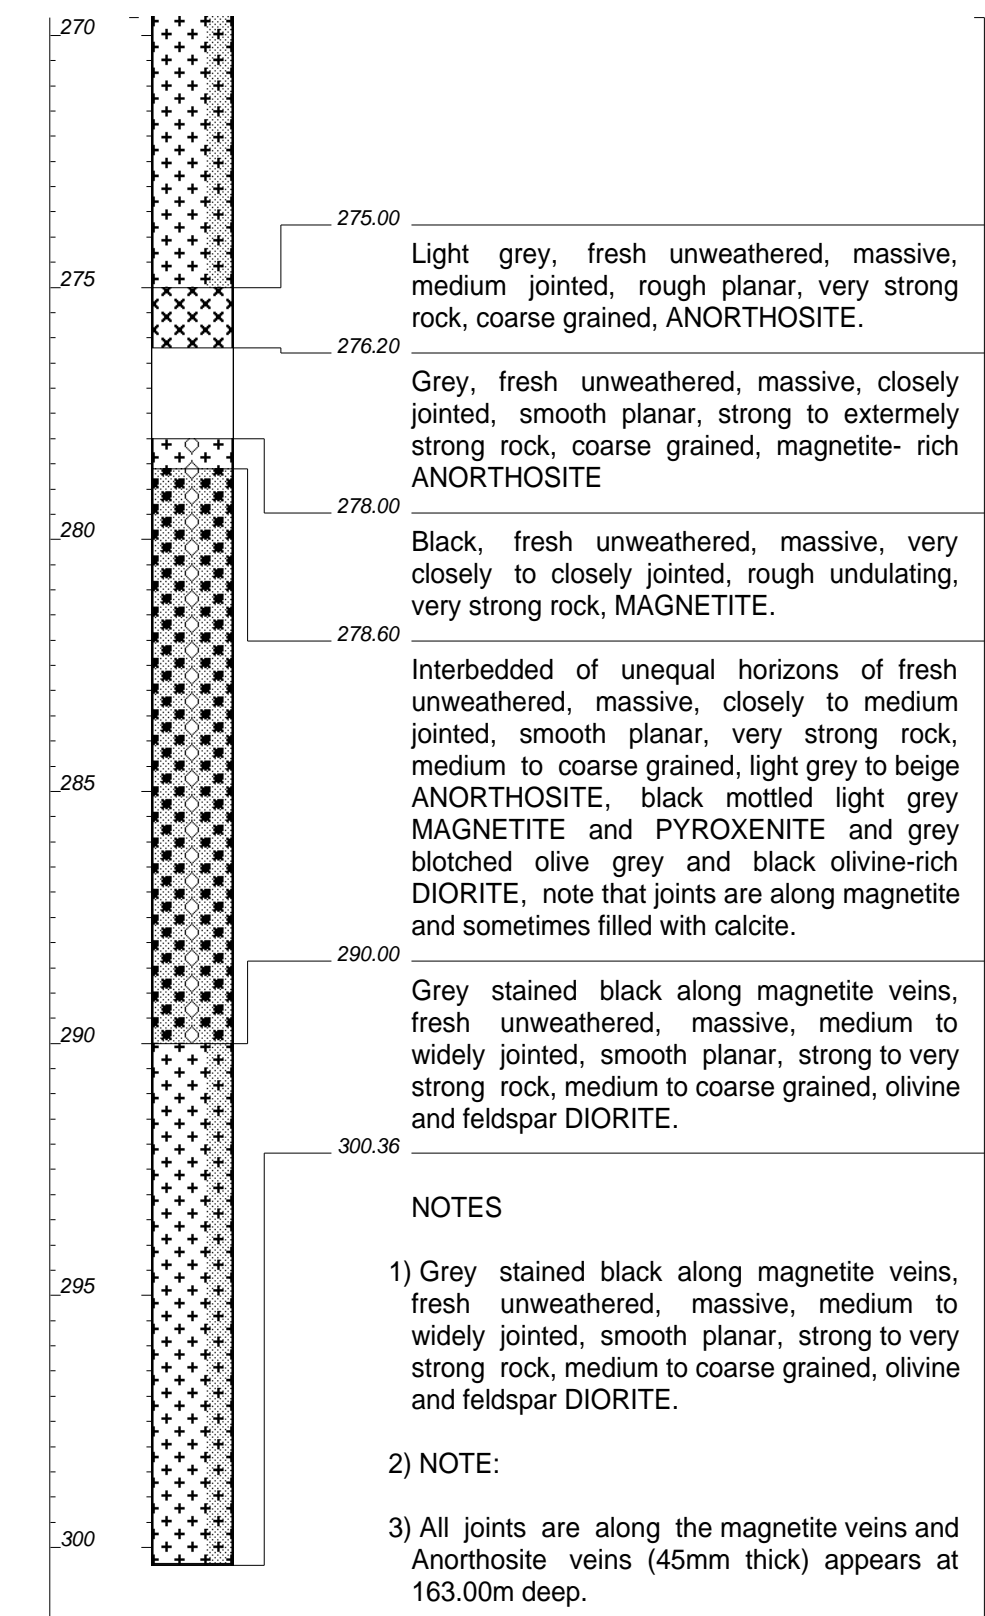 270
275.00
Light grey, fresh unweathered, massive,
medium jointed, rough planar, very strong
rock, coarse grained, ANORTHOSITE.
275
276.20
Grey, fresh unweathered, massive, closely
jointed, smooth planar, strong to extermely
strong rock, coarse grained, magnetite- rich
ANORTHOSITE
278.00
280
Black, fresh unweathered, massive, very
closely to closely jointed, rough undulating,
very strong rock, MAGNETITE.
278.60
Interbedded of unequal horizons of fresh
unweathered, massive, closely to medium
jointed, smooth planar, very strong rock,
medium to coarse grained, light grey to beige
285
ANORTHOSITE, black mottled light grey
MAGNETITE and PYROXENITE and grey
blotched olive grey and black olivine-rich
DIORITE, note that joints are along magnetite
and sometimes filled with calcite.
290.00
Grey stained black along magnetite veins,
fresh unweathered, massive, medium to
290
widely jointed, smooth planar, strong to very
strong rock, medium to coarse grained, olivine
and feldspar DIORITE.
300.36
NOTES
1) Grey stained black along magnetite veins,
295
fresh unweathered, massive, medium to
widely jointed, smooth planar, strong to very
strong rock, medium to coarse grained, olivine
and feldspar DIORITE.
2) NOTE:
3) All joints are along the magnetite veins and
300
Anorthosite veins (45mm thick) appears at
163.00m deep.